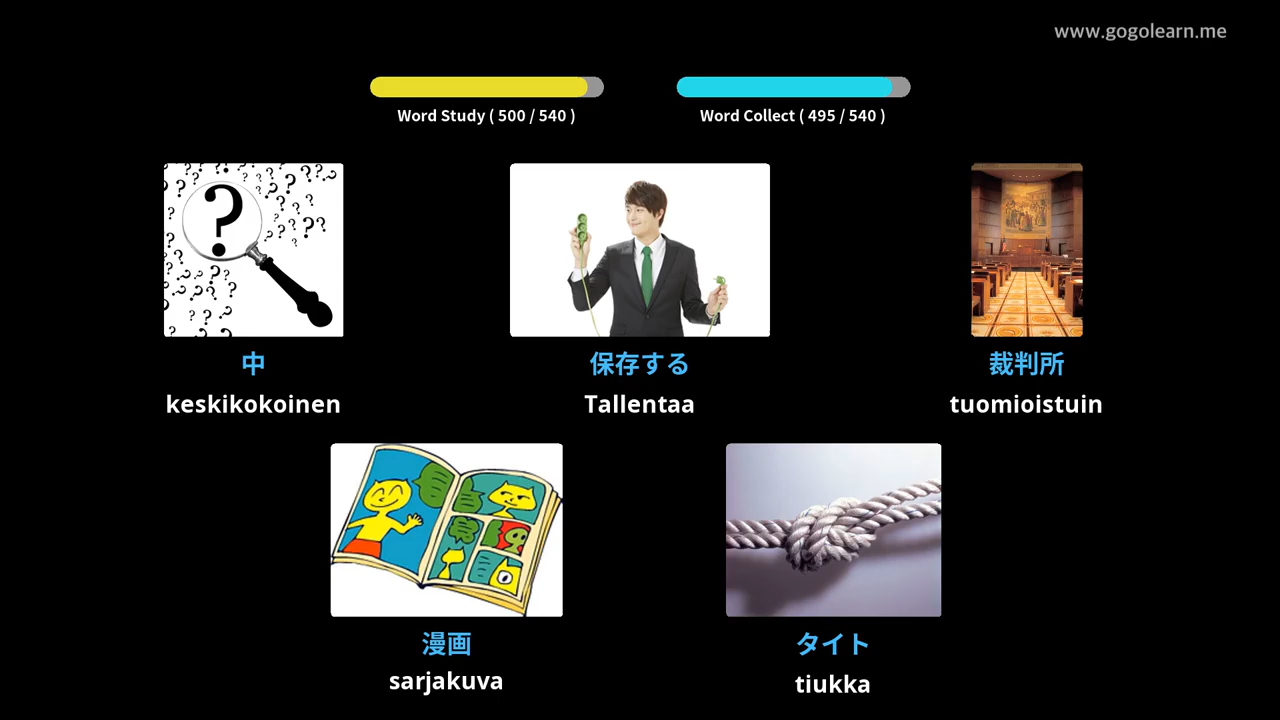 www.gogolearn.me
Word Study ( 500 / 540 )
Word Collect ( 495 / 540 )
中
保存する
裁判所
keskikokoinen
Tallentaa
tuomioistuin
漫画
タイト
sarjakuva
tiukka